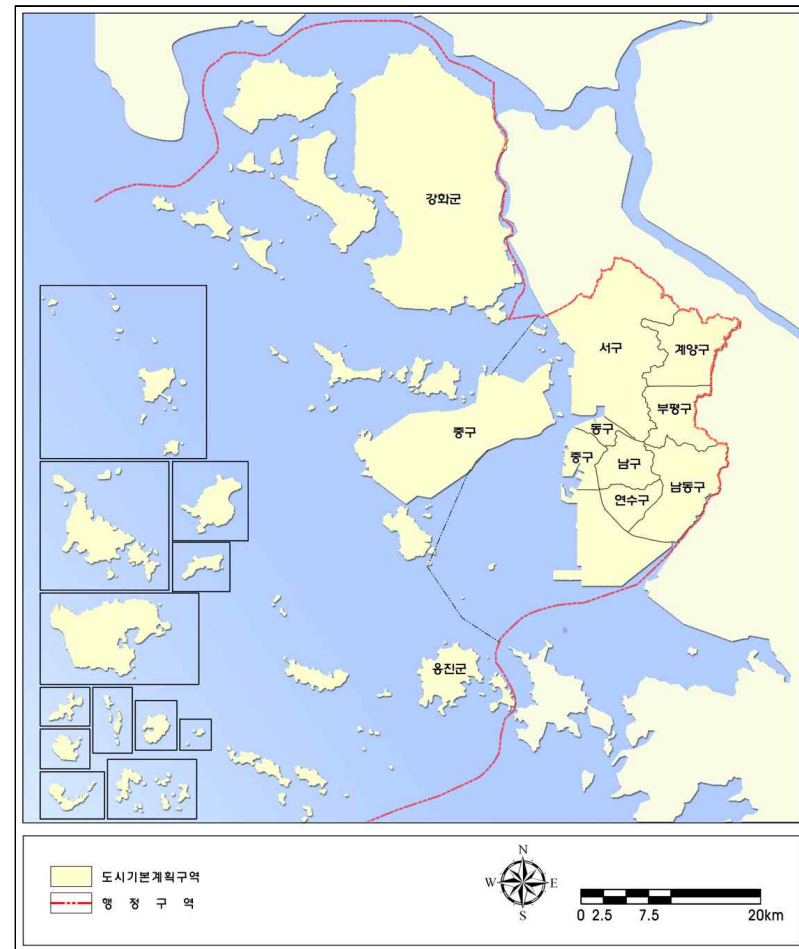 강화군
서구
계양구
부평구
중구
동구
중구
남구
남동구
연수구
옹진군
도시기본계획구역
행 정 구 역
N
W E
S
0 2.5 7.5 20km